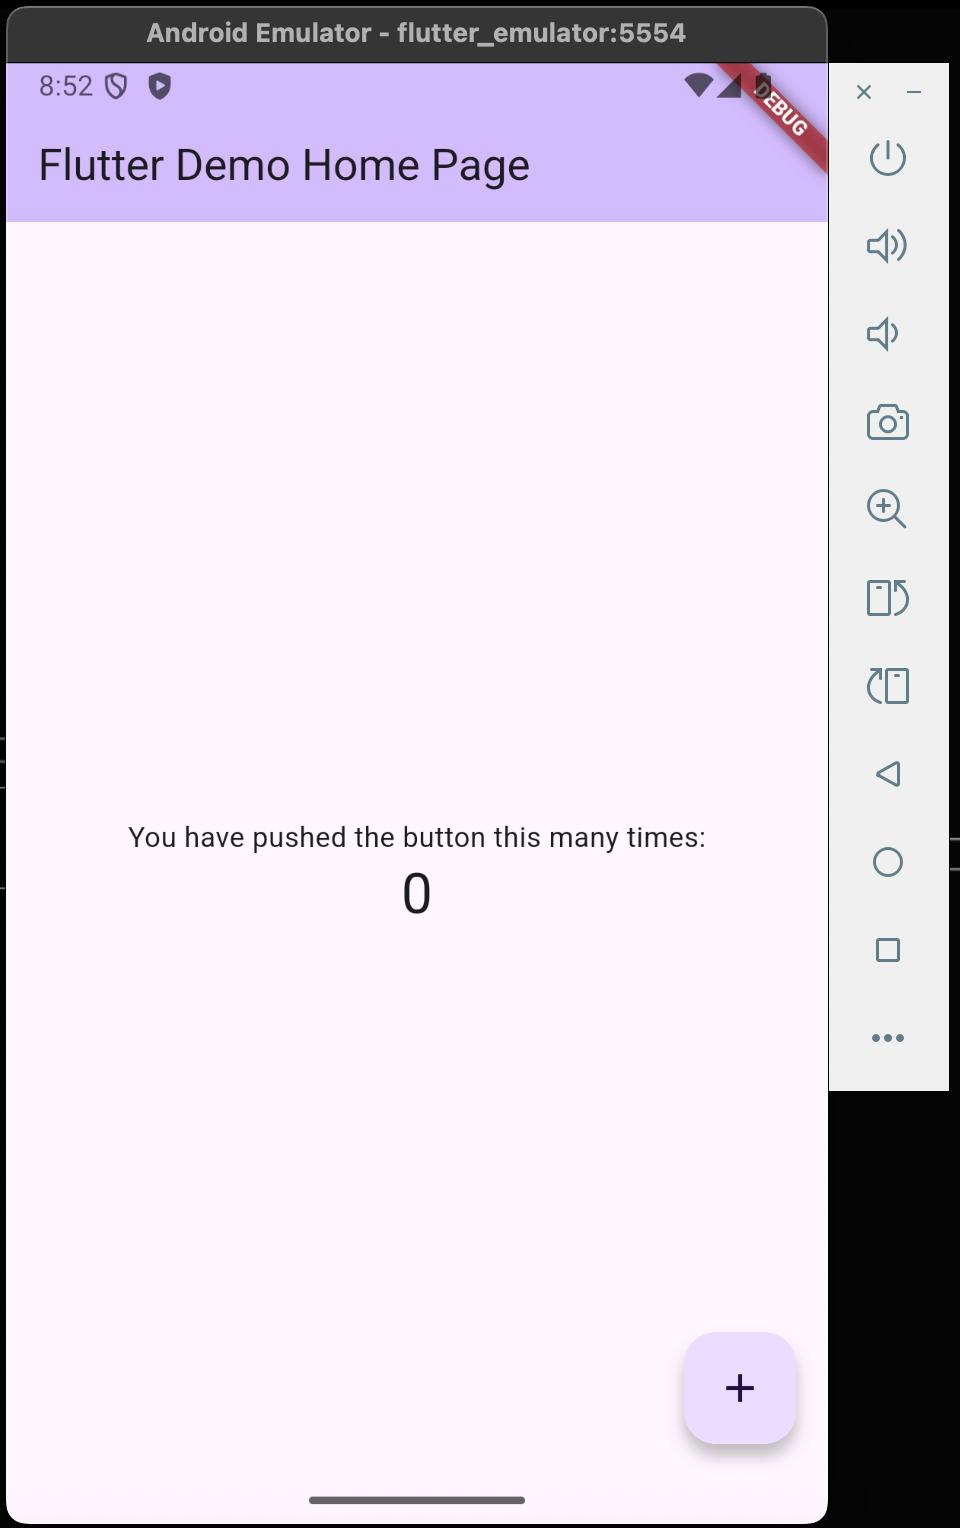 Android Emulator - flutter_emulator:5554
8:52
DEBUG
Flutter Demo Home Page
You have pushed the button this many times:
0
+